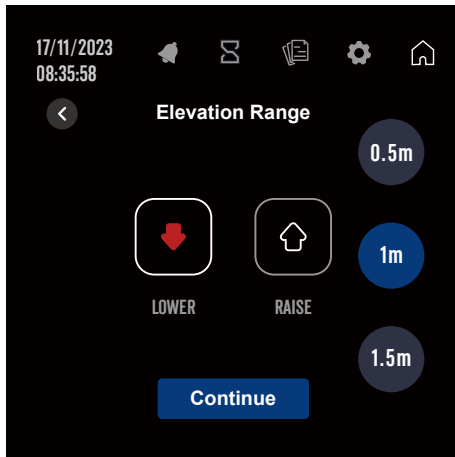 17/11/2023
08:35:58
Elevation Range
0.5m
1m
LOWER
RAISE
1.5m
Continue